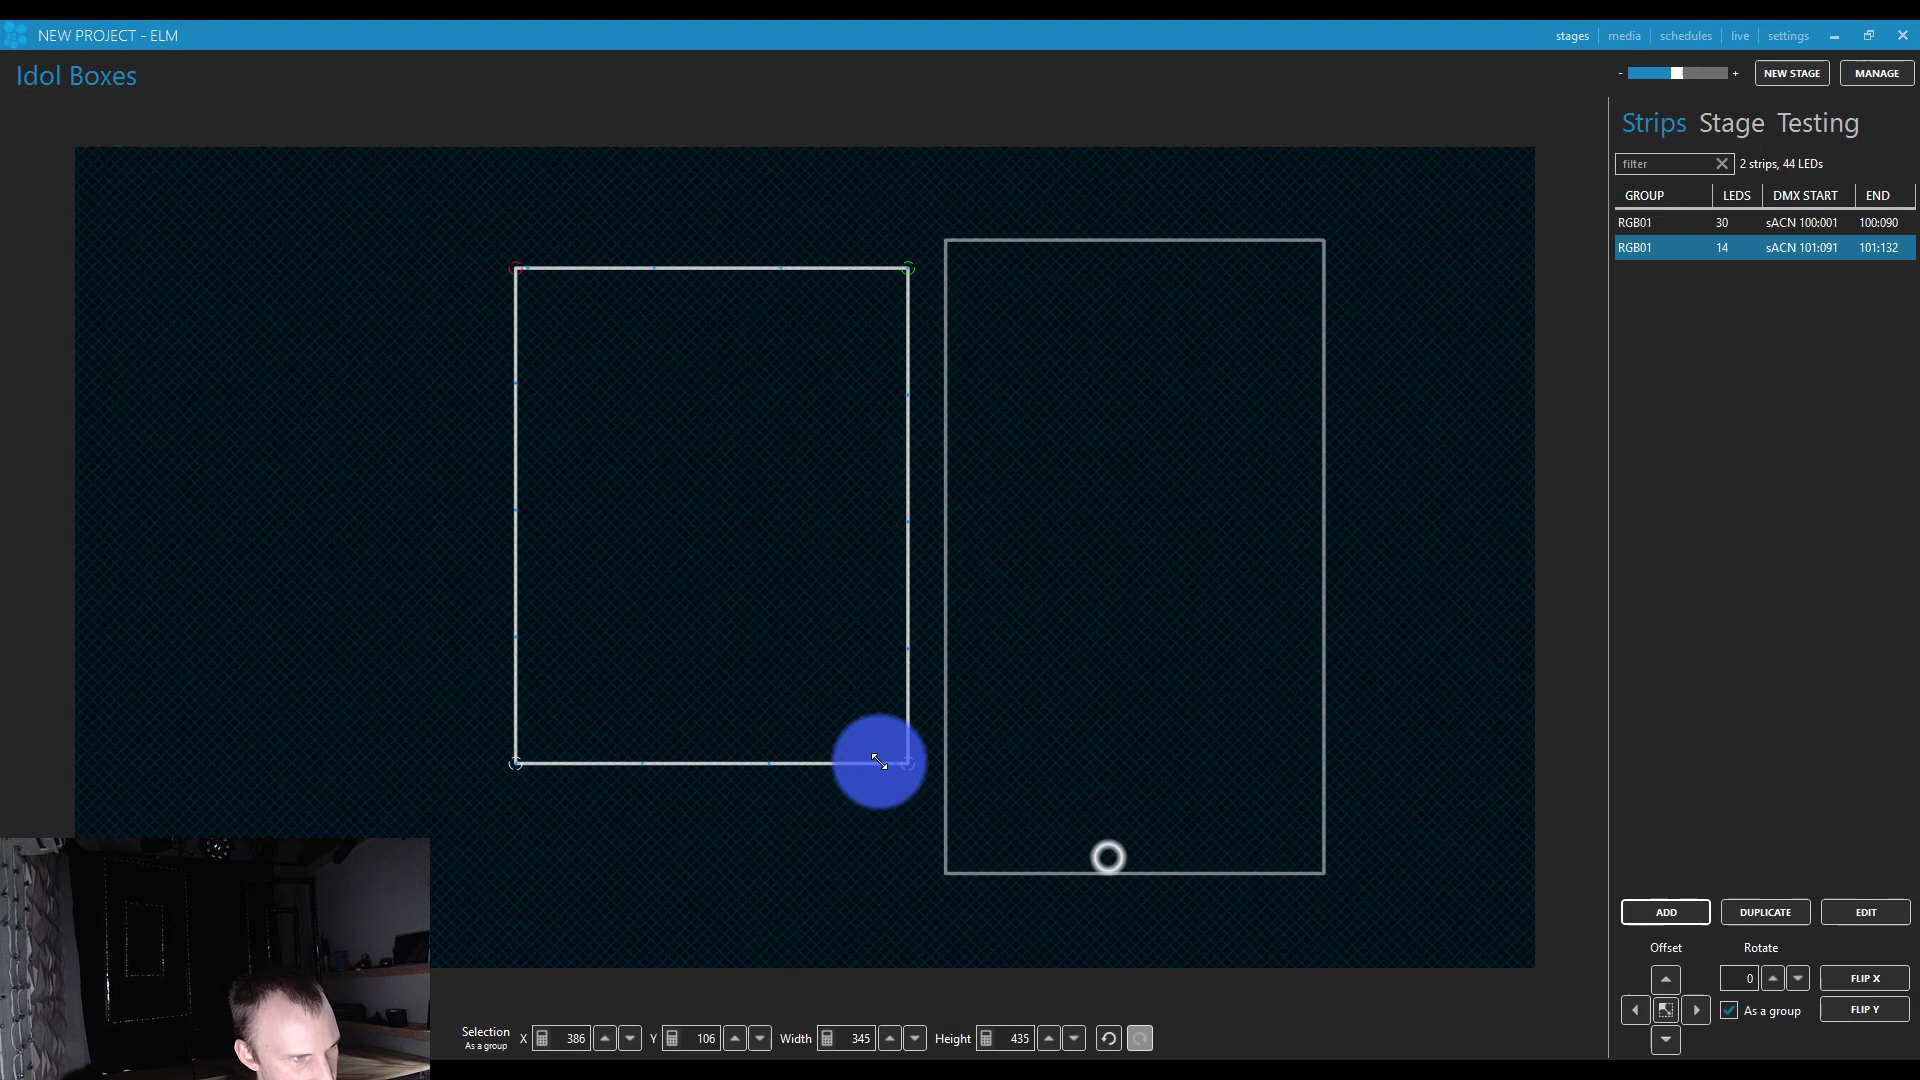 NEW PROJECT - ELM
stages
media
schedules
live
settings
Idol Boxes
- +
NEW STAGE
MANAGE
Strips Stage Testing
filter
2 strips, 44 LEDs
GROUP LEDS DMX START END
RGB01 30 sACN 100:001 100:090
RGB01 14 sACN 101:091 101:132
ADD DUPLICATE EDIT
Offset Rotate
0
FLIP X
As a group
FLIP Y
Selection
As a group
X 386 Y 106 Width 345 Height 435